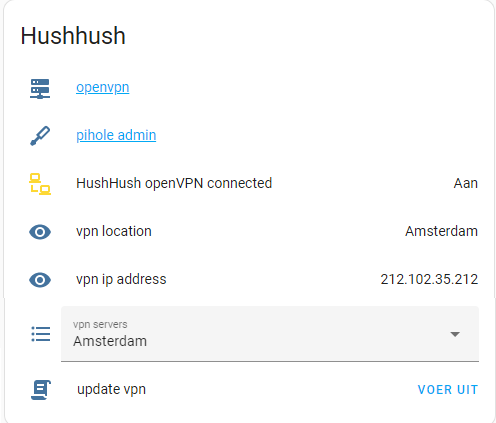 Hushhush
openvpn
pihole admin
HushHush openVPN connected Aan
vpn location Amsterdam
vpn ip address 212.102.35.212
vpn servers
Amsterdam
update vpn VOER UIT